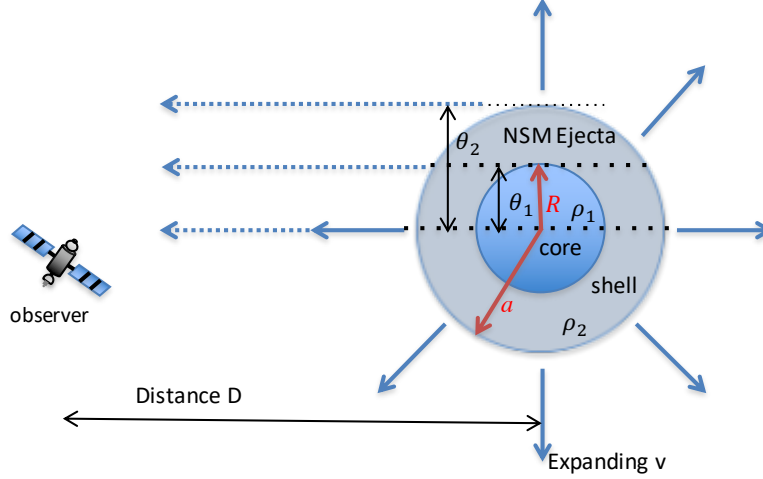 NSM Ejecta
θ₂
θ₁
R
ρ₁
core
shell
a
ρ₂
observer
Distance D
Expanding v